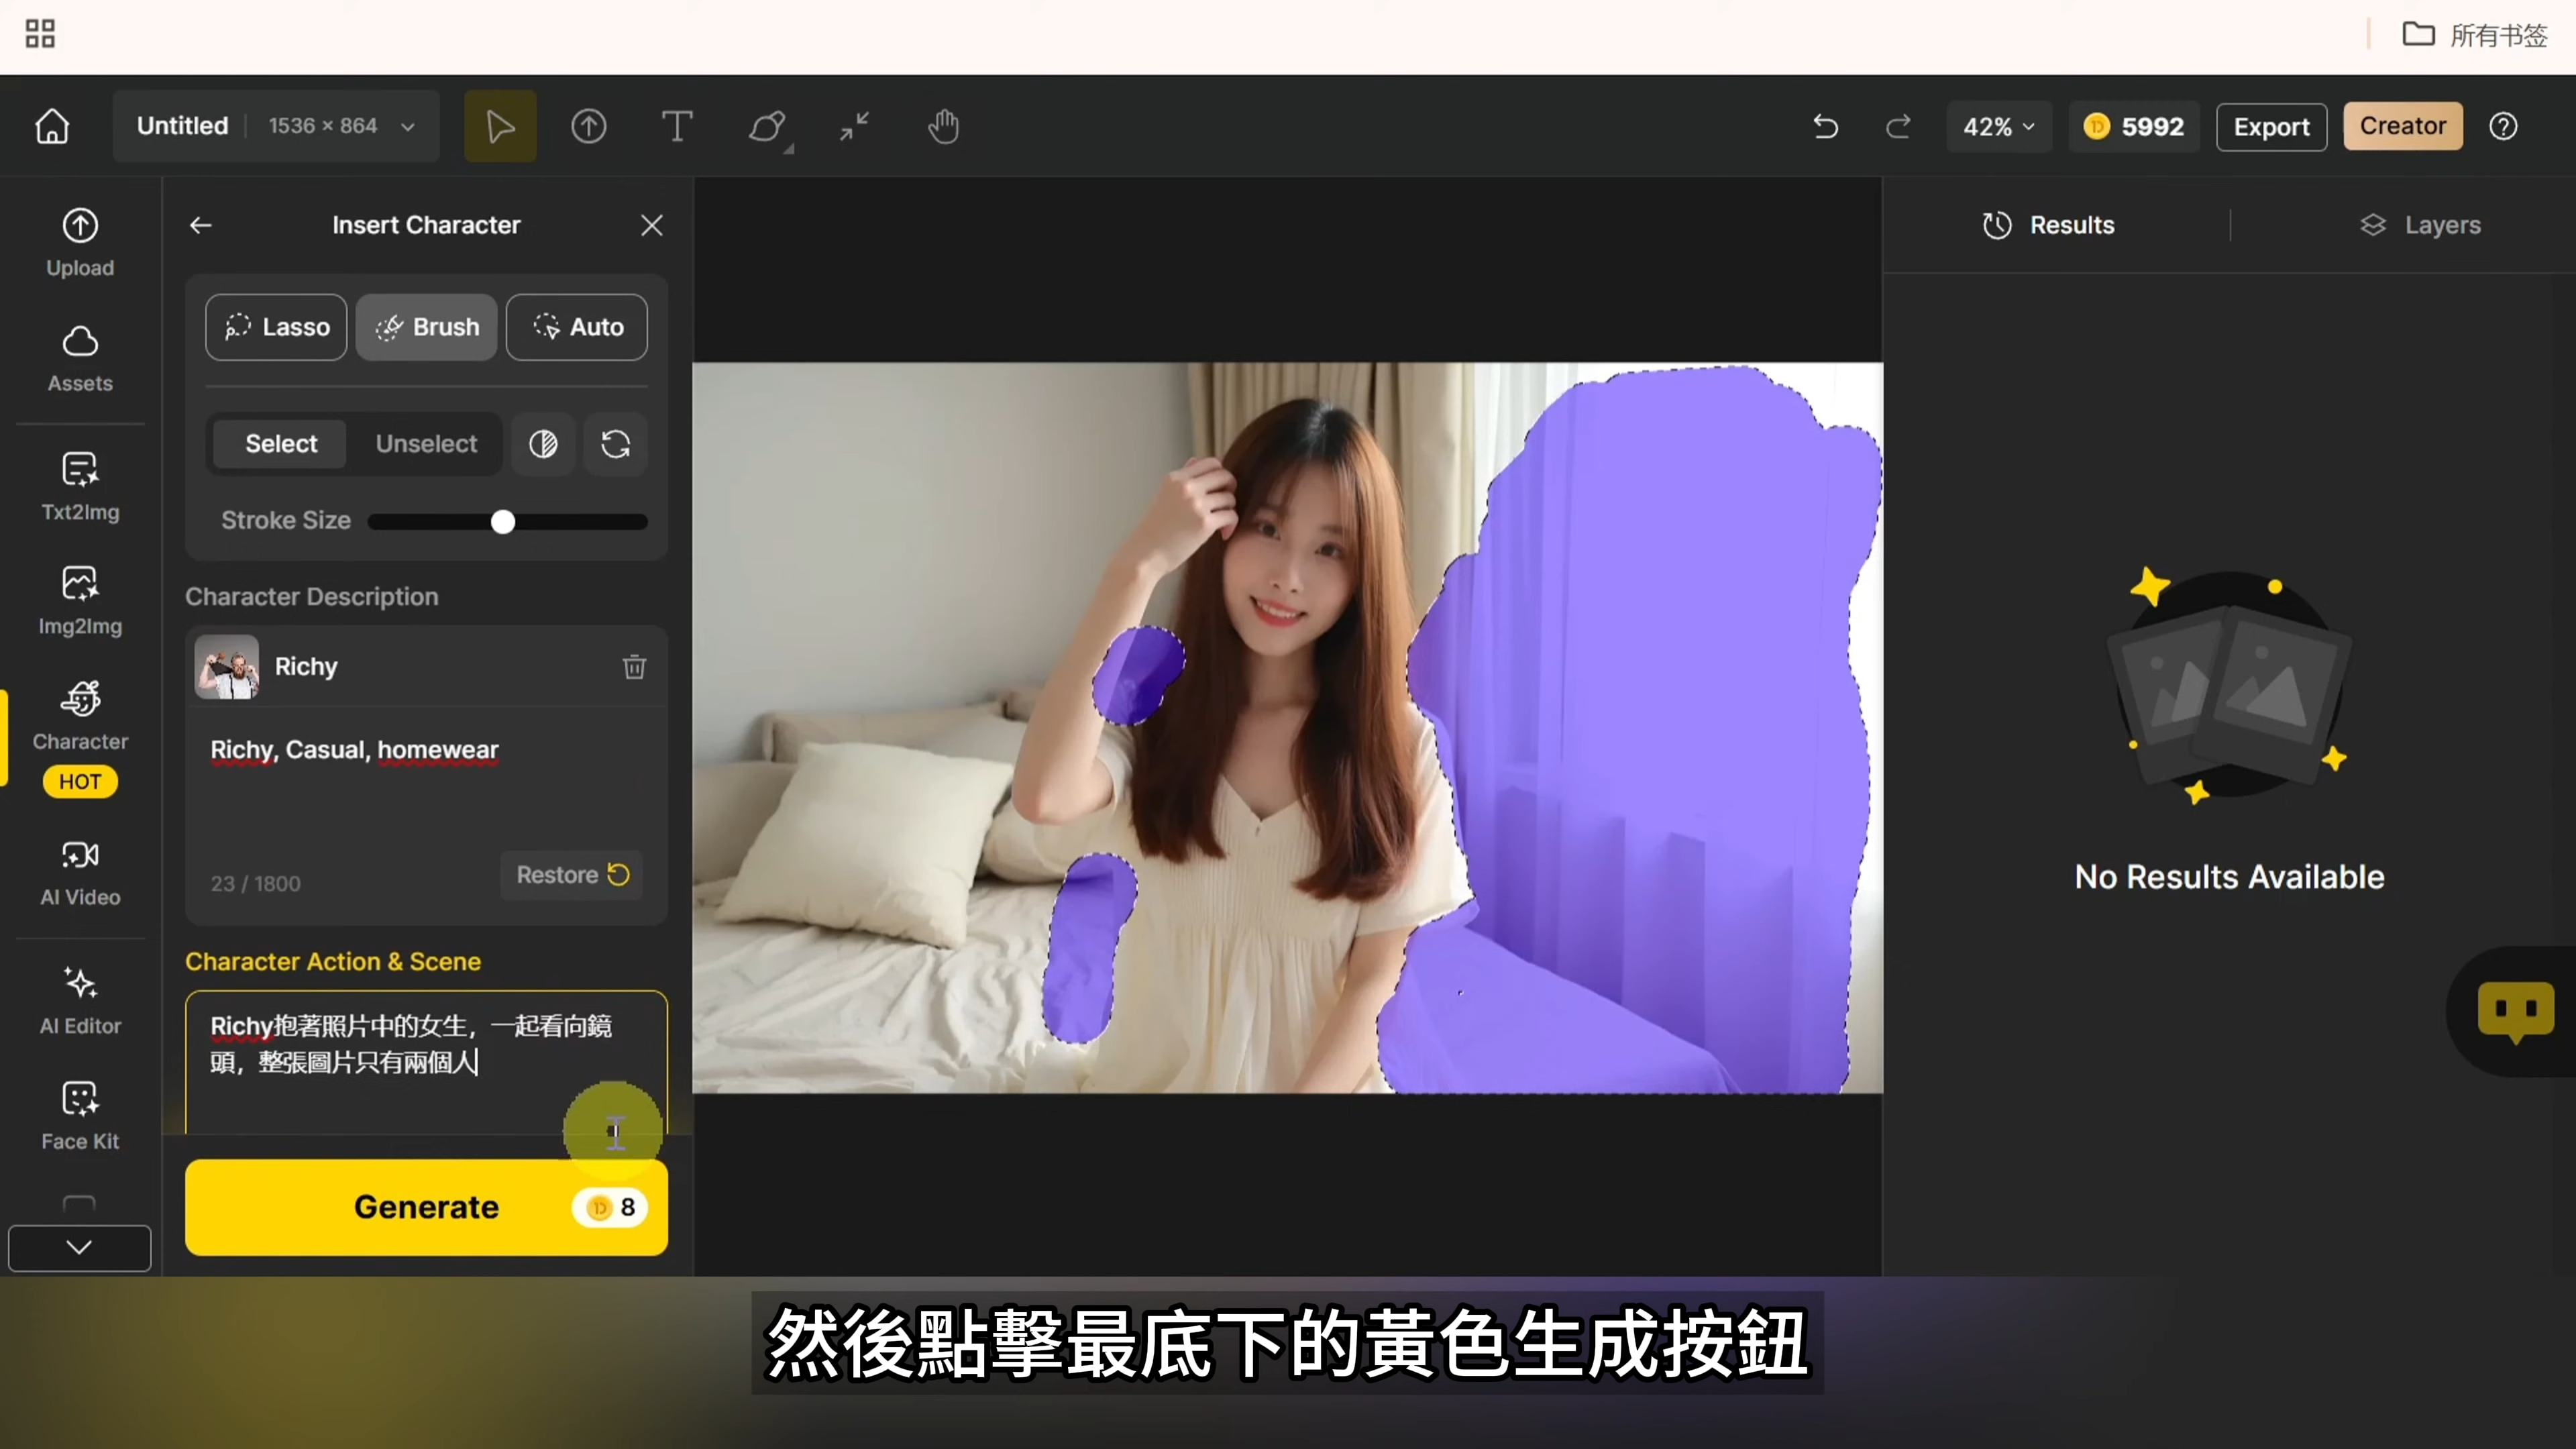 所有书签
Untitled
1536 × 864
42%
5992
Export
Creator
Upload
Assets
Txt2Img
Img2Img
Character
HOT
AI Video
AI Editor
Face Kit
Insert Character
Lasso
Brush
Auto
Select
Unselect
Stroke Size
Character Description
Richy
Richy, Casual, homewear
23 / 1800
Restore
Character Action & Scene
Richy抱著照片中的女生，一起看向鏡
頭，整張圖片只有兩個人
Generate
8
Results
Layers
No Results Available
然後點擊最底下的黃色生成按鈕